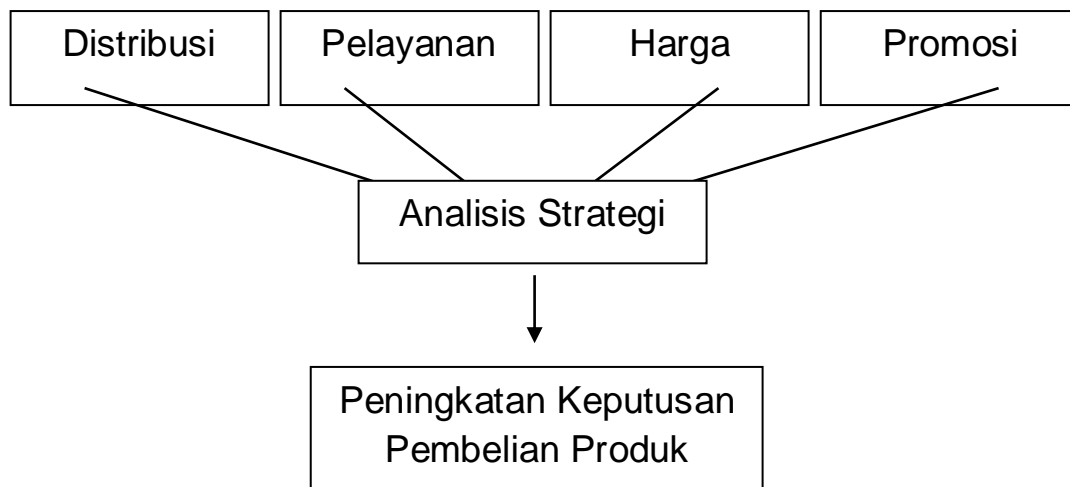 Distribusi
Pelayanan
Harga
Promosi
Analisis Strategi
Peningkatan Keputusan
Pembelian Produk